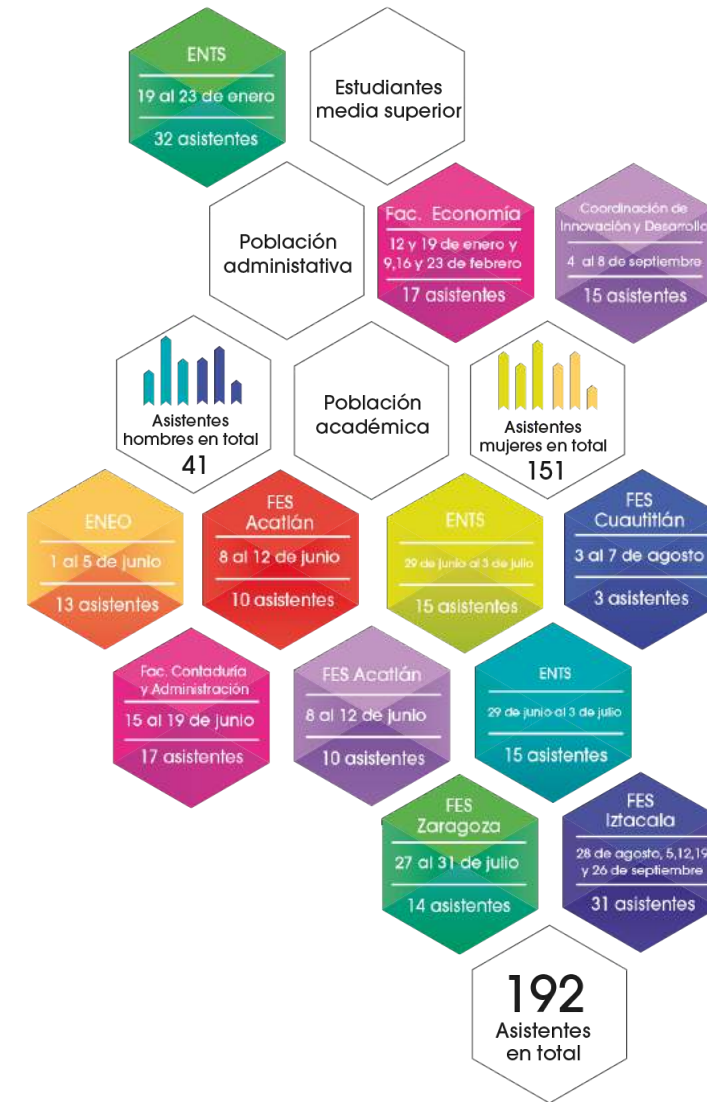 ENTS
19 al 23 de enero
32 asistentes
Estudiantes
media superior
Población
administativa
Fac. Economía
12 y 19 de enero y
9,16 y 23 de febrero
17 asistentes
Coordinación de
Innovación y Desarrollo
4 al 8 de septiembre
15 asistentes
Asistentes
hombres en total
41
Población
académica
Asistentes
mujeres en total
151
ENEO
1 al 5 de junio
13 asistentes
FES
Acatlán
8 al 12 de junio
10 asistentes
ENTS
29 de junio al 3 de julio
15 asistentes
FES
Cuautitlán
3 al 7 de agosto
3 asistentes
Fac. Contaduría
y Administración
15 al 19 de junio
17 asistentes
FES Acatlán
8 al 12 de junio
10 asistentes
ENTS
29 de junio al 3 de julio
15 asistentes
FES
Zaragoza
27 al 31 de julio
14 asistentes
FES
Iztacala
28 de agosto, 5,12,19
y 26 de septiembre
31 asistentes
192
Asistentes
en total